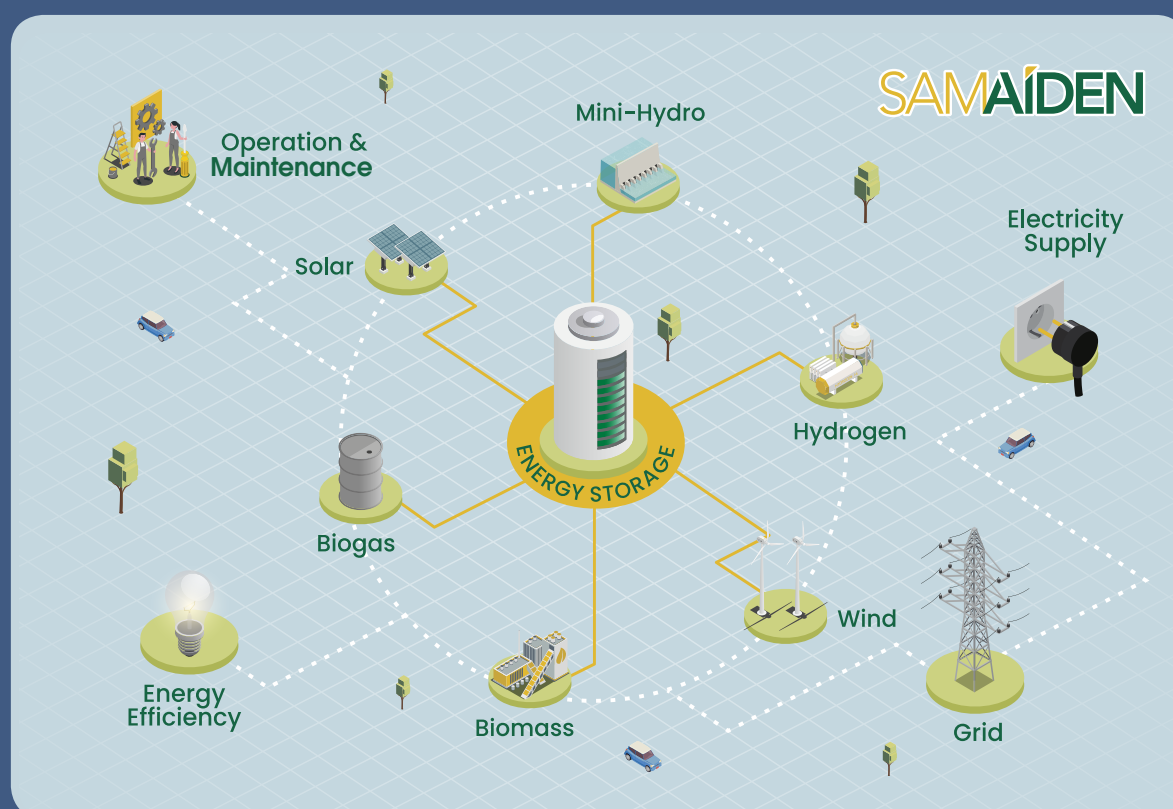 SAMAIDEN
Mini-Hydro
Operation &
Maintenance
Electricity
Supply
Solar
Hydrogen
ENERGY STORAGE
Biogas
Wind
Energy
Efficiency
Biomass
Grid